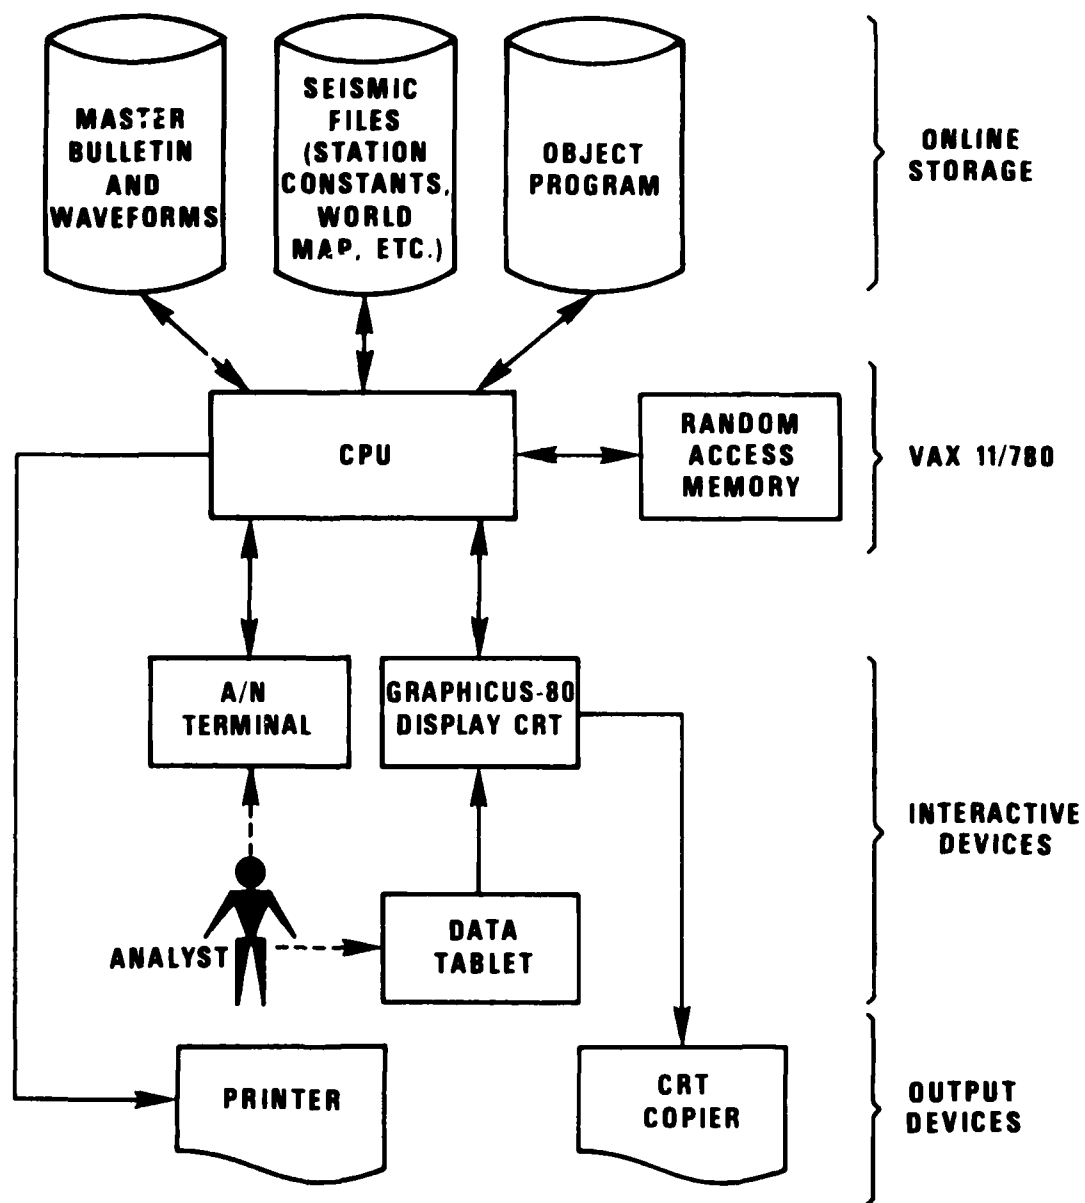 MASTER
BULLETIN
AND
WAVEFORMS
SEISMIC
FILES
(STATION
CONSTANTS,
WORLD
MAP, ETC.)
OBJECT
PROGRAM
ONLINE
STORAGE
CPU
RANDOM
ACCESS
MEMORY
VAX 11/780
A/N
TERMINAL
GRAPHICUS-80
DISPLAY CRT
INTERACTIVE
DEVICES
ANALYST
DATA
TABLET
PRINTER
CRT
COPIER
OUTPUT
DEVICES